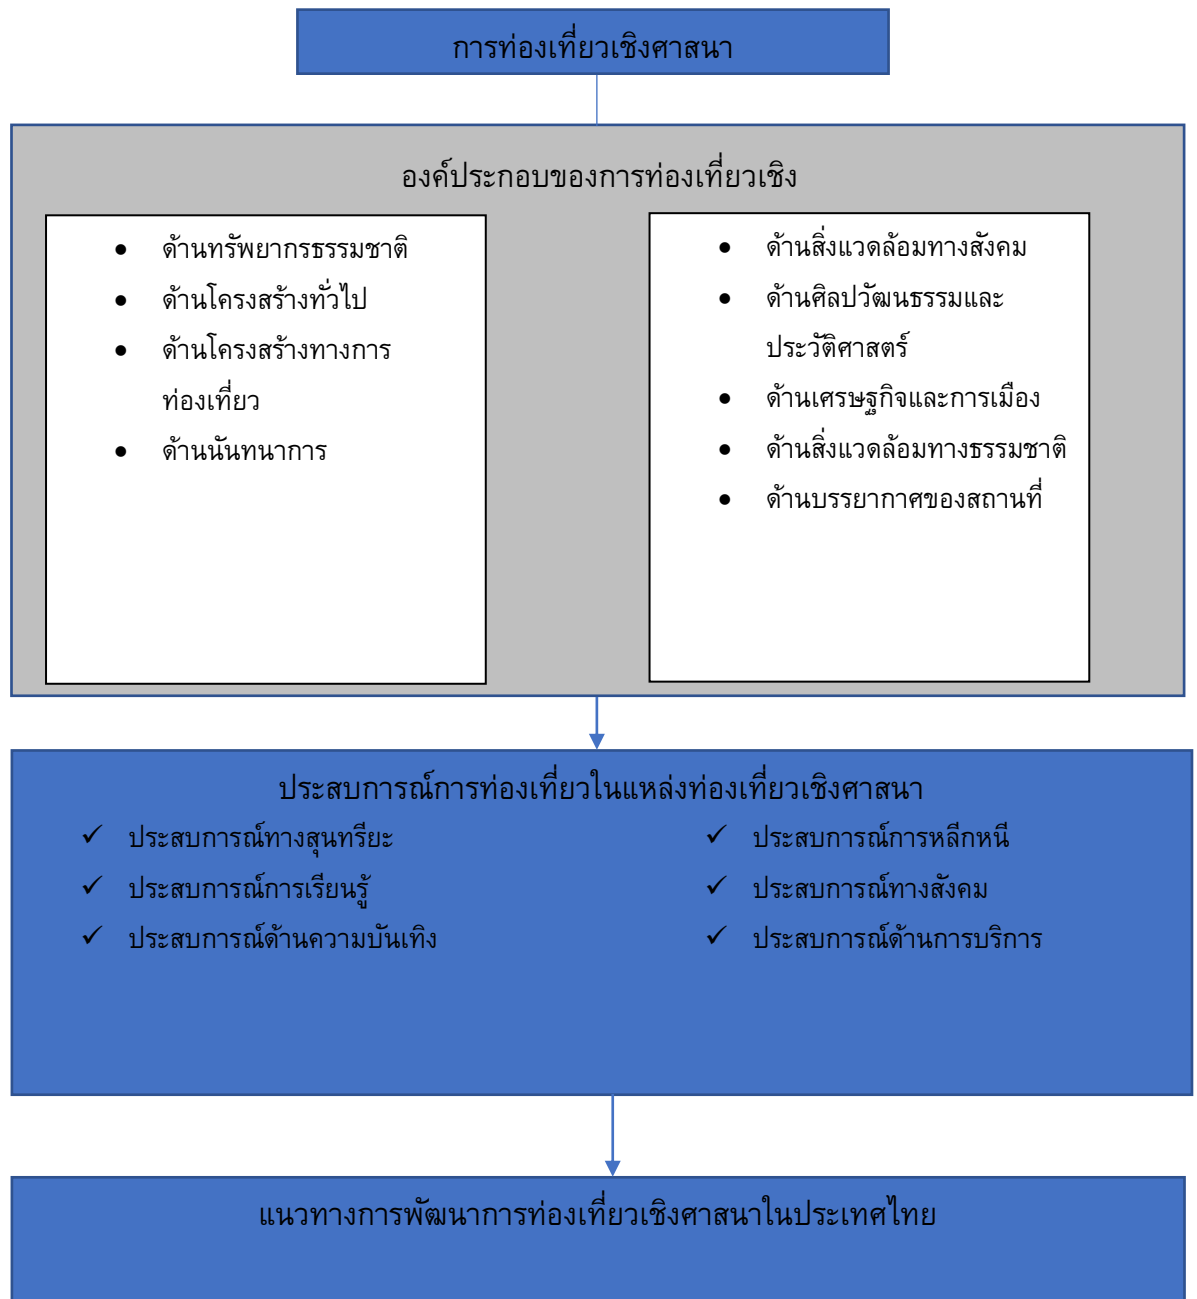 การท่องเที่ยวเชิงศาสนา
องค์ประกอบของการท่องเที่ยวเชิง
• ด้านทรัพยากรธรรมชาติ
• ด้านโครงสร้างทั่วไป
• ด้านโครงสร้างทางการ
ท่องเที่ยว
• ด้านนันทนาการ
• ด้านสิ่งแวดล้อมทางสังคม
• ด้านศิลปวัฒนธรรมและ
ประวัติศาสตร์
• ด้านเศรษฐกิจและการเมือง
• ด้านสิ่งแวดล้อมทางธรรมชาติ
• ด้านบรรยากาศของสถานที่
ประสบการณ์การท่องเที่ยวในแหล่งท่องเที่ยวเชิงศาสนา
✓ ประสบการณ์ทางสุนทรียะ
✓ ประสบการณ์การเรียนรู้
✓ ประสบการณ์ด้านความบันเทิง
✓ ประสบการณ์การหลีกหนี
✓ ประสบการณ์ทางสังคม
✓ ประสบการณ์ด้านการบริการ
แนวทางการพัฒนาการท่องเที่ยวเชิงศาสนาในประเทศไทย